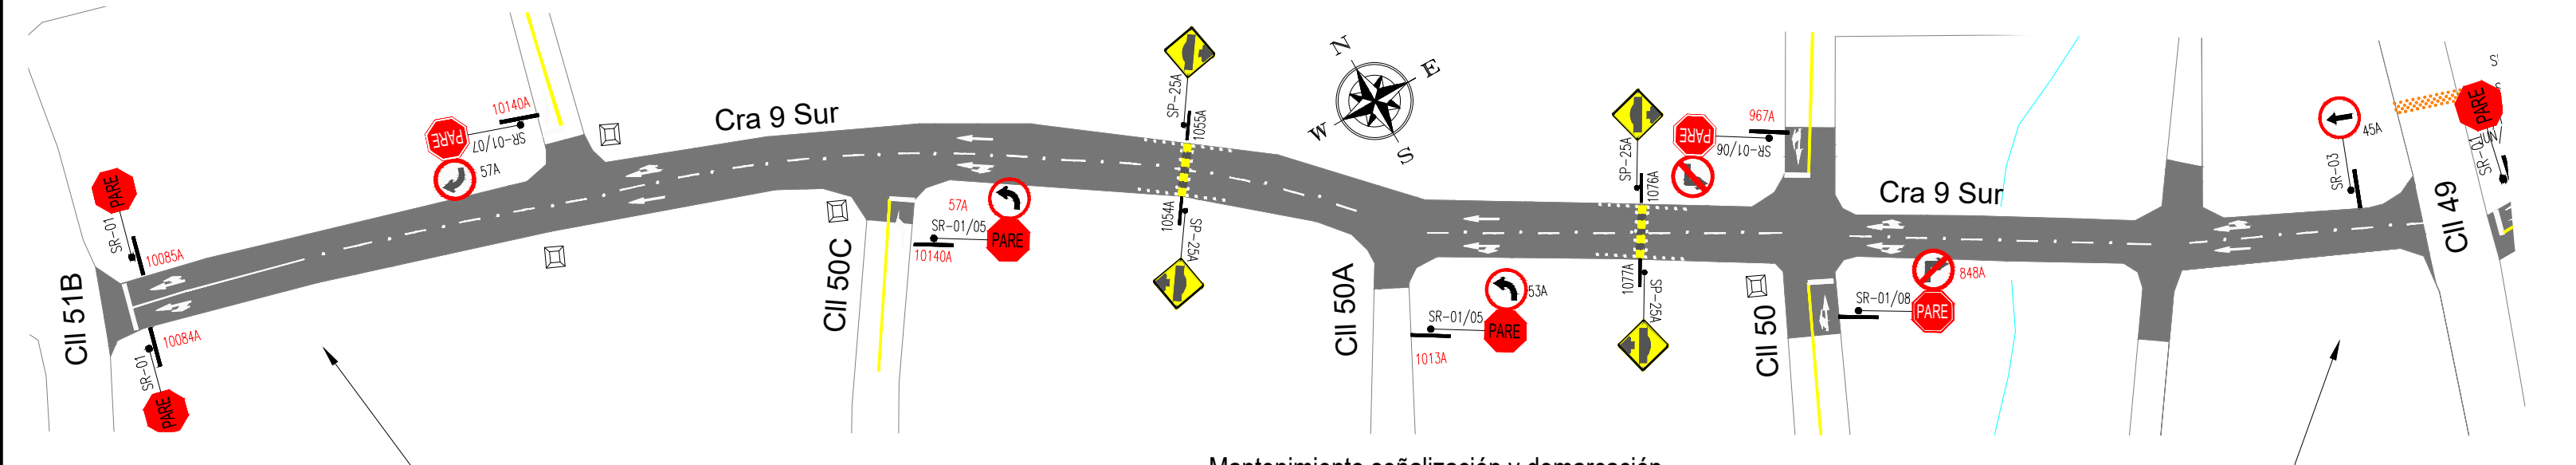 PARE
SR-01
10085A
Cll 51B
10084A
SR-01
PARE
10140A
PARE
SR-01/07
57A
Cra 9 Sur
Cll 50C
57A
SR-01/05
PARE
10140A
SP-25A
1055A
1054A
SP-25A
N
E
W
S
Cll 50A
53A
SR-01/05
PARE
1013A
SP-25A
1076A
1077A
SP-25A
967A
PARE
SR-01/06
Cll 50
Cra 9 Sur
848A
SR-01/08
PARE
45A
SR-03
Cll 49
PARE
Mantenimiento señalización y demarcación